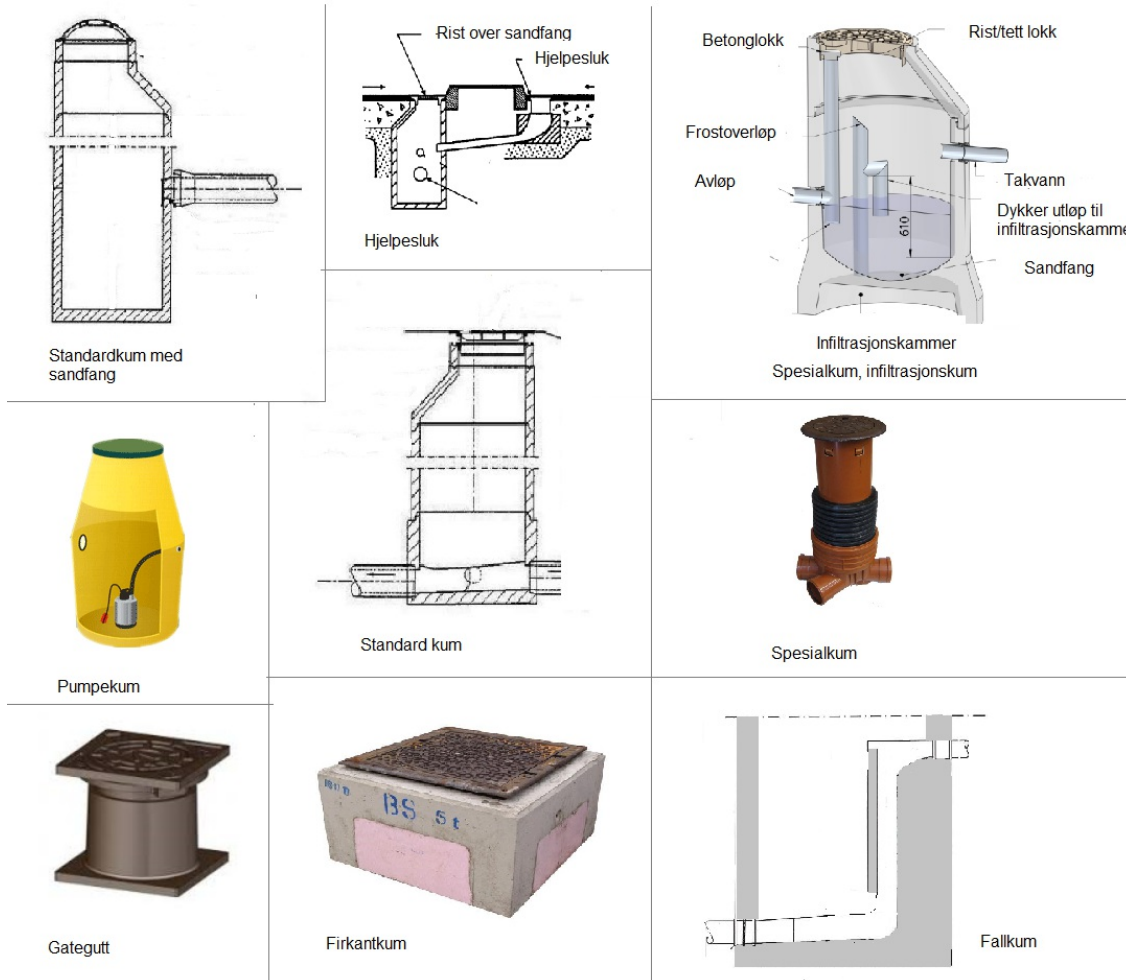 Rist over sandfang
Hjelpesluk
Hjelpesluk
Standardkum med
sandfang
Betonglokk
Rist/tett lokk
Frostoverløp
Avløp
Takvann
Dykker utløp til
infiltrasjonskamme
610
Sandfang
Infiltrasjonskammer
Spesialkum, infiltrasjonskum
Pumpekum
Standard kum
Spesialkum
Gategutt
BS 5t
Firkantkum
Fallkum